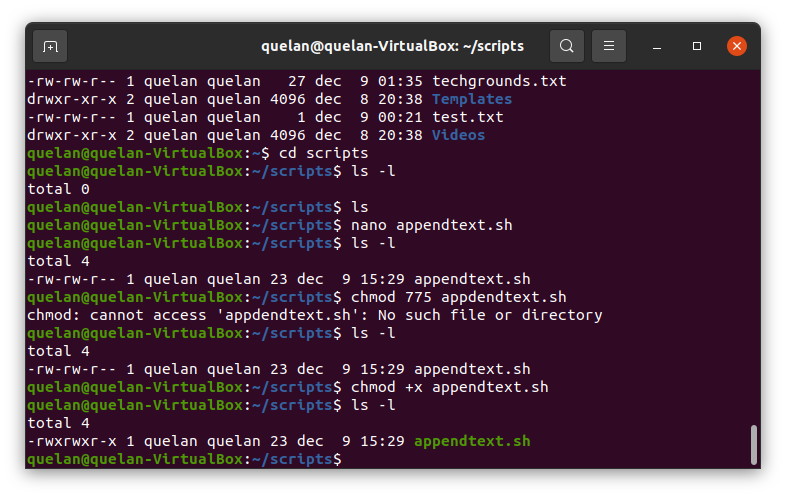 quelan@quelan-VirtualBox: ~/scripts
-rw-rw-r-- 1 quelan quelan   27 dec  9 01:35 techgrounds.txt
drwxr-xr-x 2 quelan quelan 4096 dec  8 20:38 Templates
-rw-rw-r-- 1 quelan quelan    1 dec  9 00:21 test.txt
drwxr-xr-x 2 quelan quelan 4096 dec  8 20:38 Videos
quelan@quelan-VirtualBox:~$ cd scripts
quelan@quelan-VirtualBox:~/scripts$ ls -l
total 0
quelan@quelan-VirtualBox:~/scripts$ ls
quelan@quelan-VirtualBox:~/scripts$ nano appendtext.sh
quelan@quelan-VirtualBox:~/scripts$ ls -l
total 4
-rw-rw-r-- 1 quelan quelan 23 dec  9 15:29 appendtext.sh
quelan@quelan-VirtualBox:~/scripts$ chmod 775 appdendtext.sh
chmod: cannot access 'appdendtext.sh': No such file or directory
quelan@quelan-VirtualBox:~/scripts$ ls -l
total 4
-rw-rw-r-- 1 quelan quelan 23 dec  9 15:29 appendtext.sh
quelan@quelan-VirtualBox:~/scripts$ chmod +x appendtext.sh
quelan@quelan-VirtualBox:~/scripts$ ls -l
total 4
-rwxrwxr-x 1 quelan quelan 23 dec  9 15:29 appendtext.sh
quelan@quelan-VirtualBox:~/scripts$